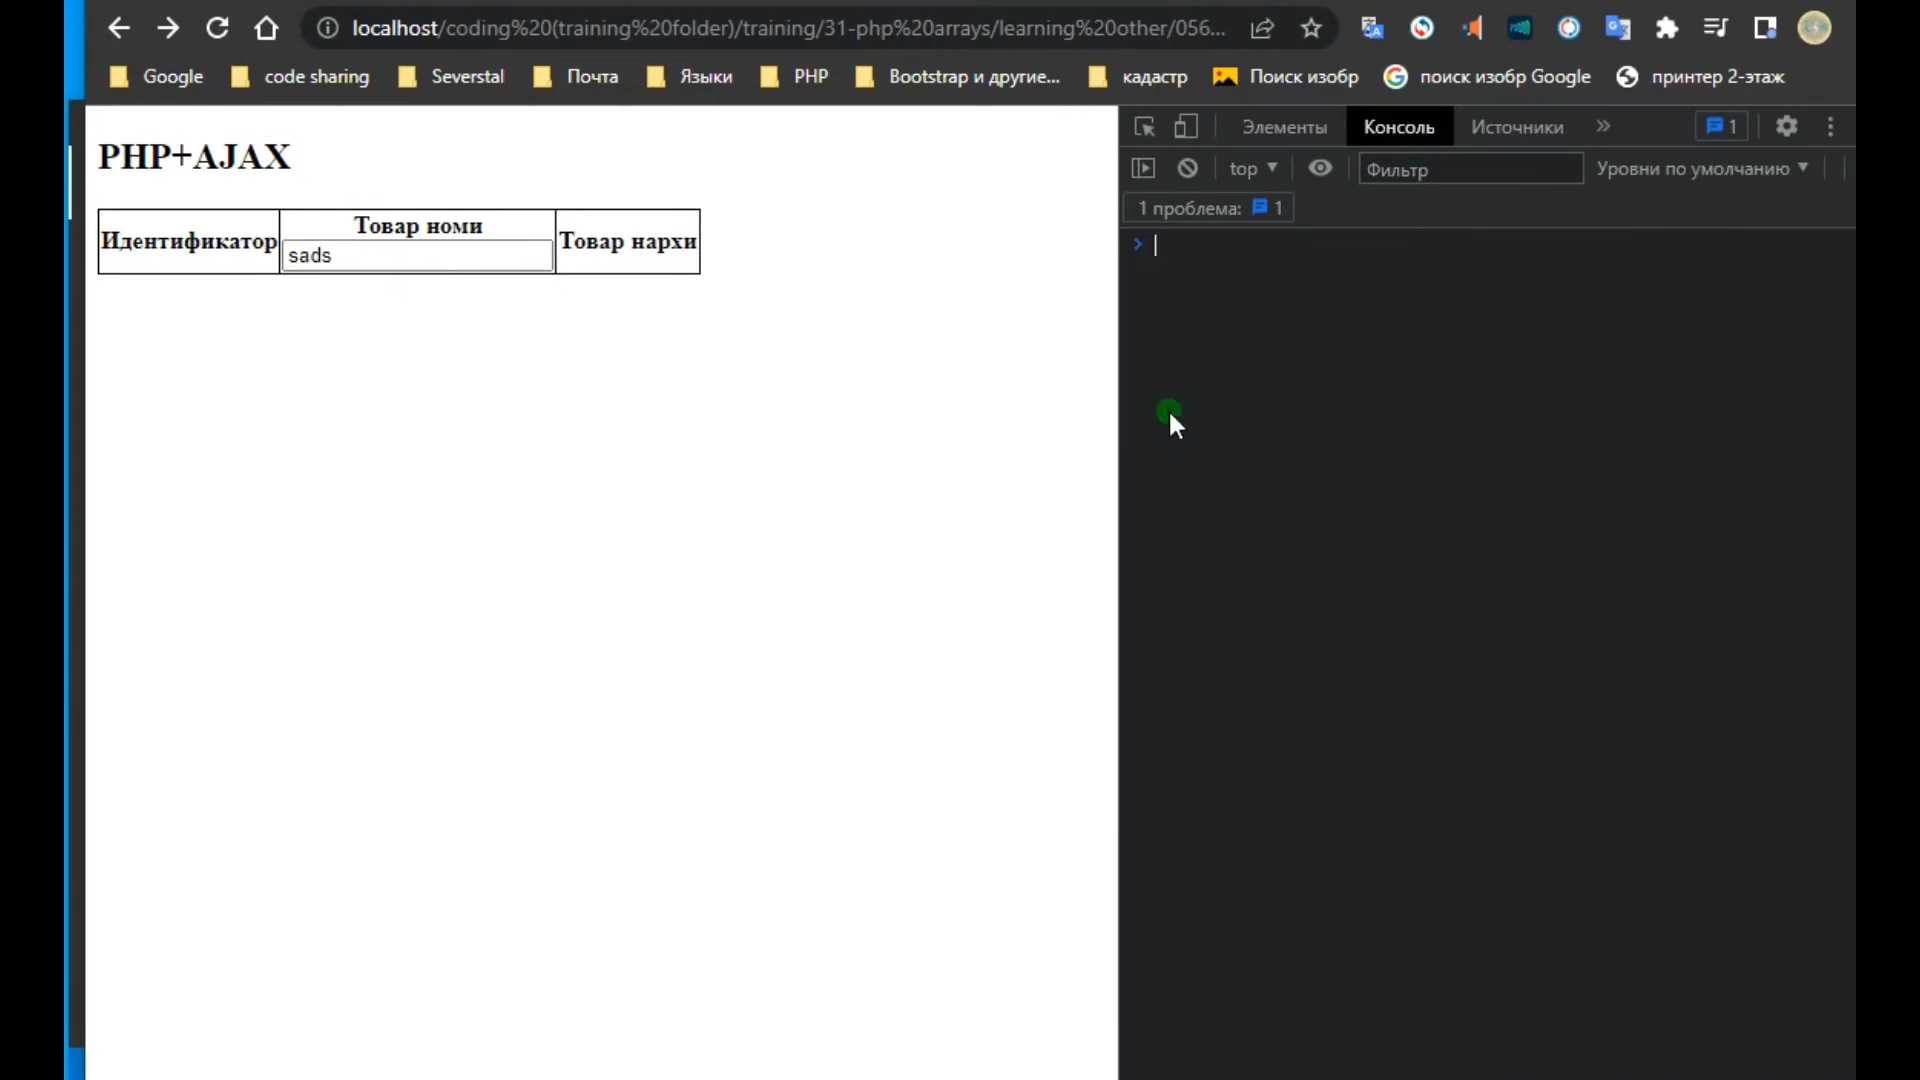 localhost/coding%20(training%20folder)/training/31-php%20arrays/learning%20other/056...
Google code sharing Severstal Почта Языки PHP Bootstrap и другие... кадастр Поиск изобр поиск изобр Google принтер 2-этаж
PHP+AJAX
Идентификатор Товар номи Товар нархи
sads
Элементы Консоль Источники » 1
top Фильтр Уровни по умолчанию
1 проблема: 1